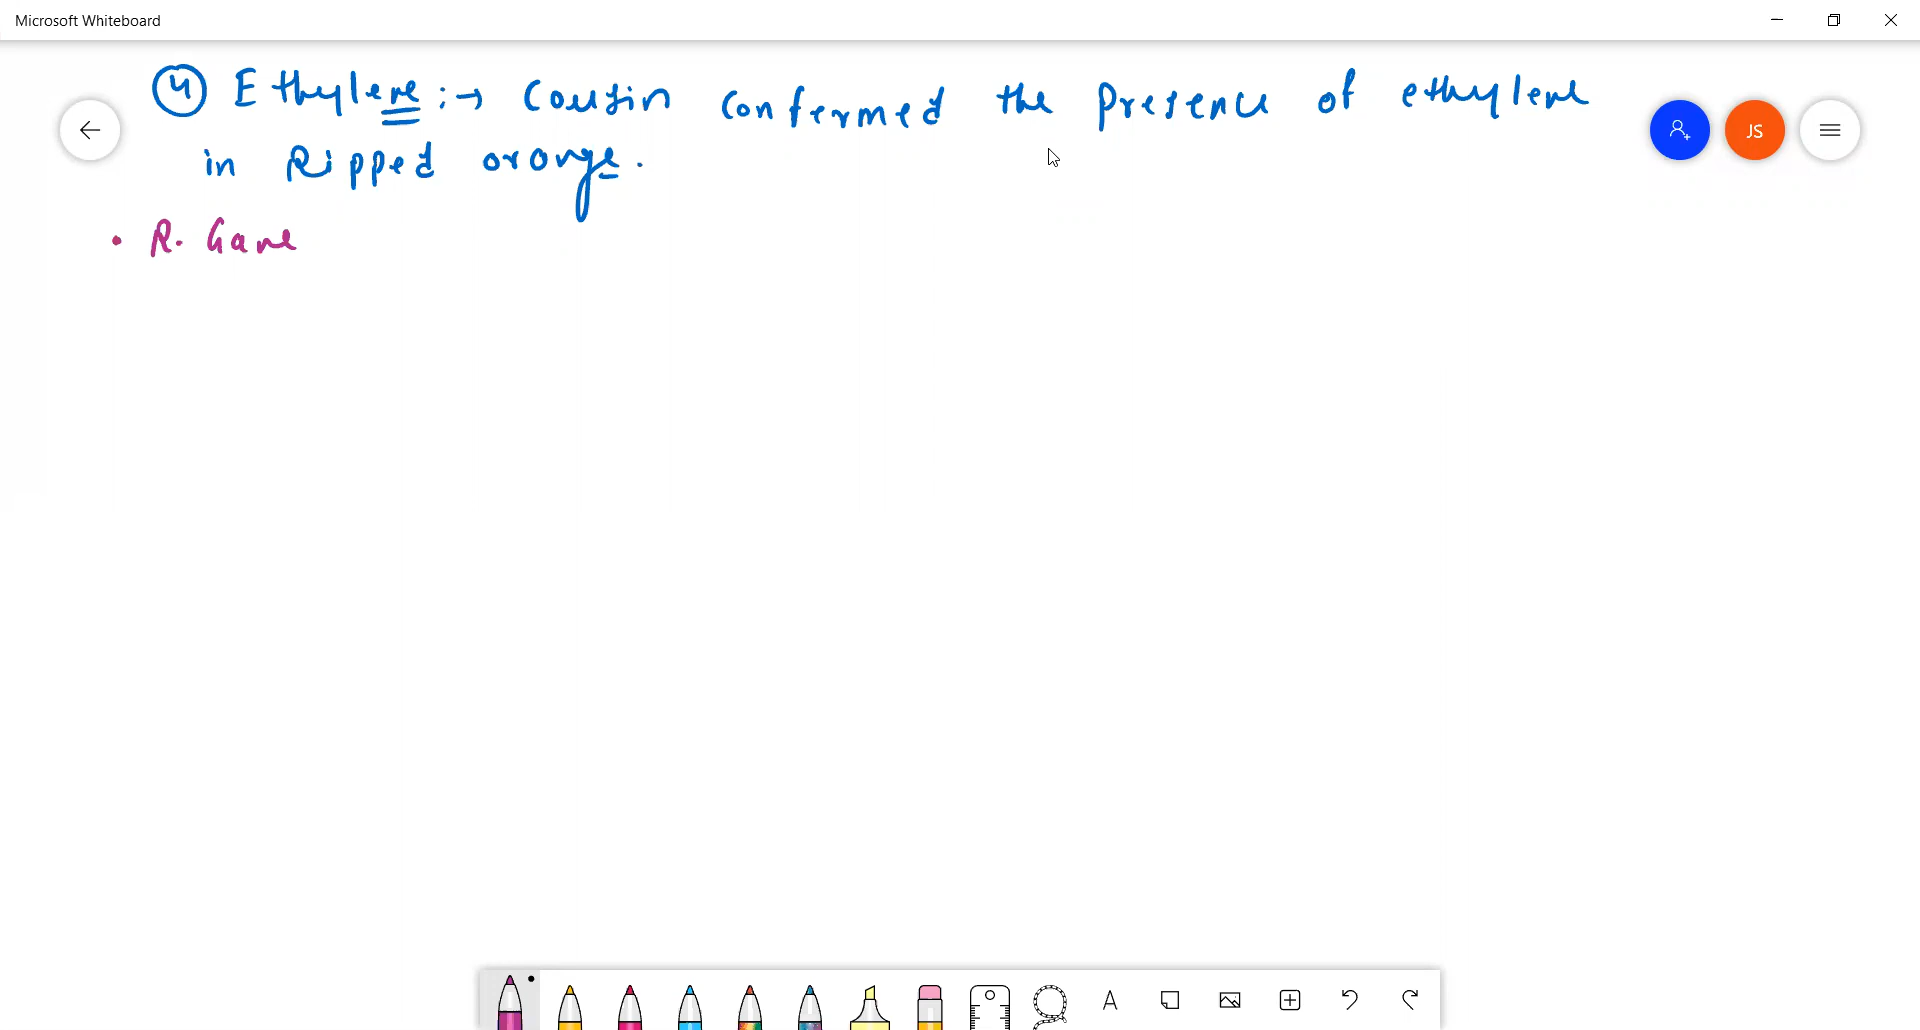 Microsoft Whiteboard
④ Ethylene :→ Cousin confermed the presence of ethylene
in Ripped orange.
JS
• R. Gane